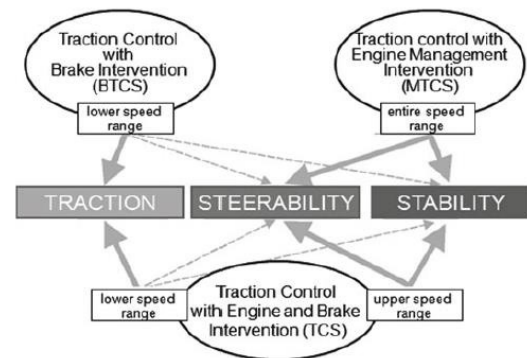 Traction Control
with
Brake Intervention
(BTCS)
lower speed
range
Traction control with
Engine Management
Intervention
(MTCS)
entire speed
range
TRACTION
STEERABILITY
STABILITY
lower speed
range
Traction Control
with Engine and Brake
Intervention (TCS)
upper speed
range